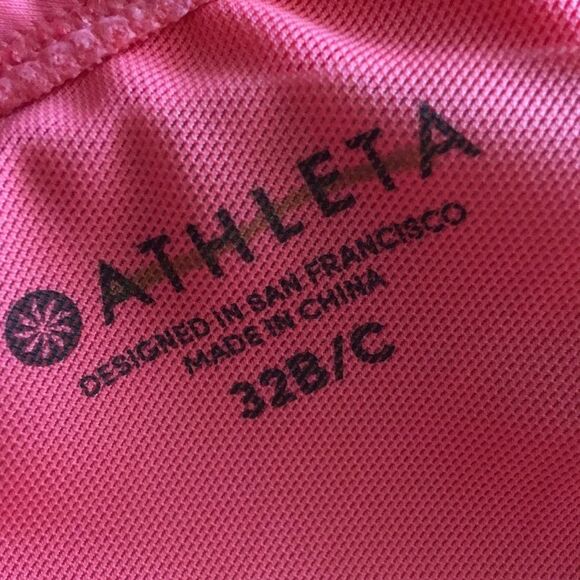 ATHLETA
DESIGNED IN SAN FRANCISCO
MADE IN CHINA
32B/C